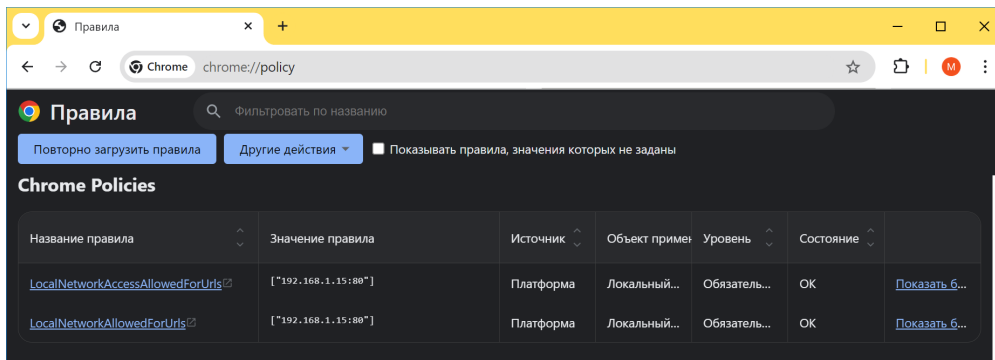 Правила
Chrome chrome://policy
M
Правила
Фильтровать по названию
Повторно загрузить правила
Другие действия
Показывать правила, значения которых не заданы
Chrome Policies
Название правила Значение правила Источник Объект примен Уровень Состояние
LocalNetworkAccessAllowedForUrls ["192.168.1.15:80"] Платформа Локальный... Обязатель... ОК Показать б...
LocalNetworkAllowedForUrls ["192.168.1.15:80"] Платформа Локальный... Обязатель... ОК Показать б...